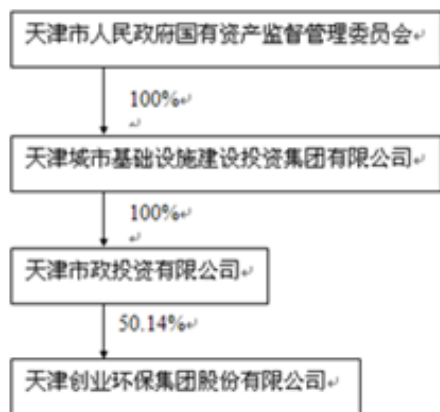 天津市人民政府国有资产监督管理委员会
100%
天津城市基础设施建设投资集团有限公司
100%
天津市政投资有限公司
50.14%
天津创业环保集团股份有限公司